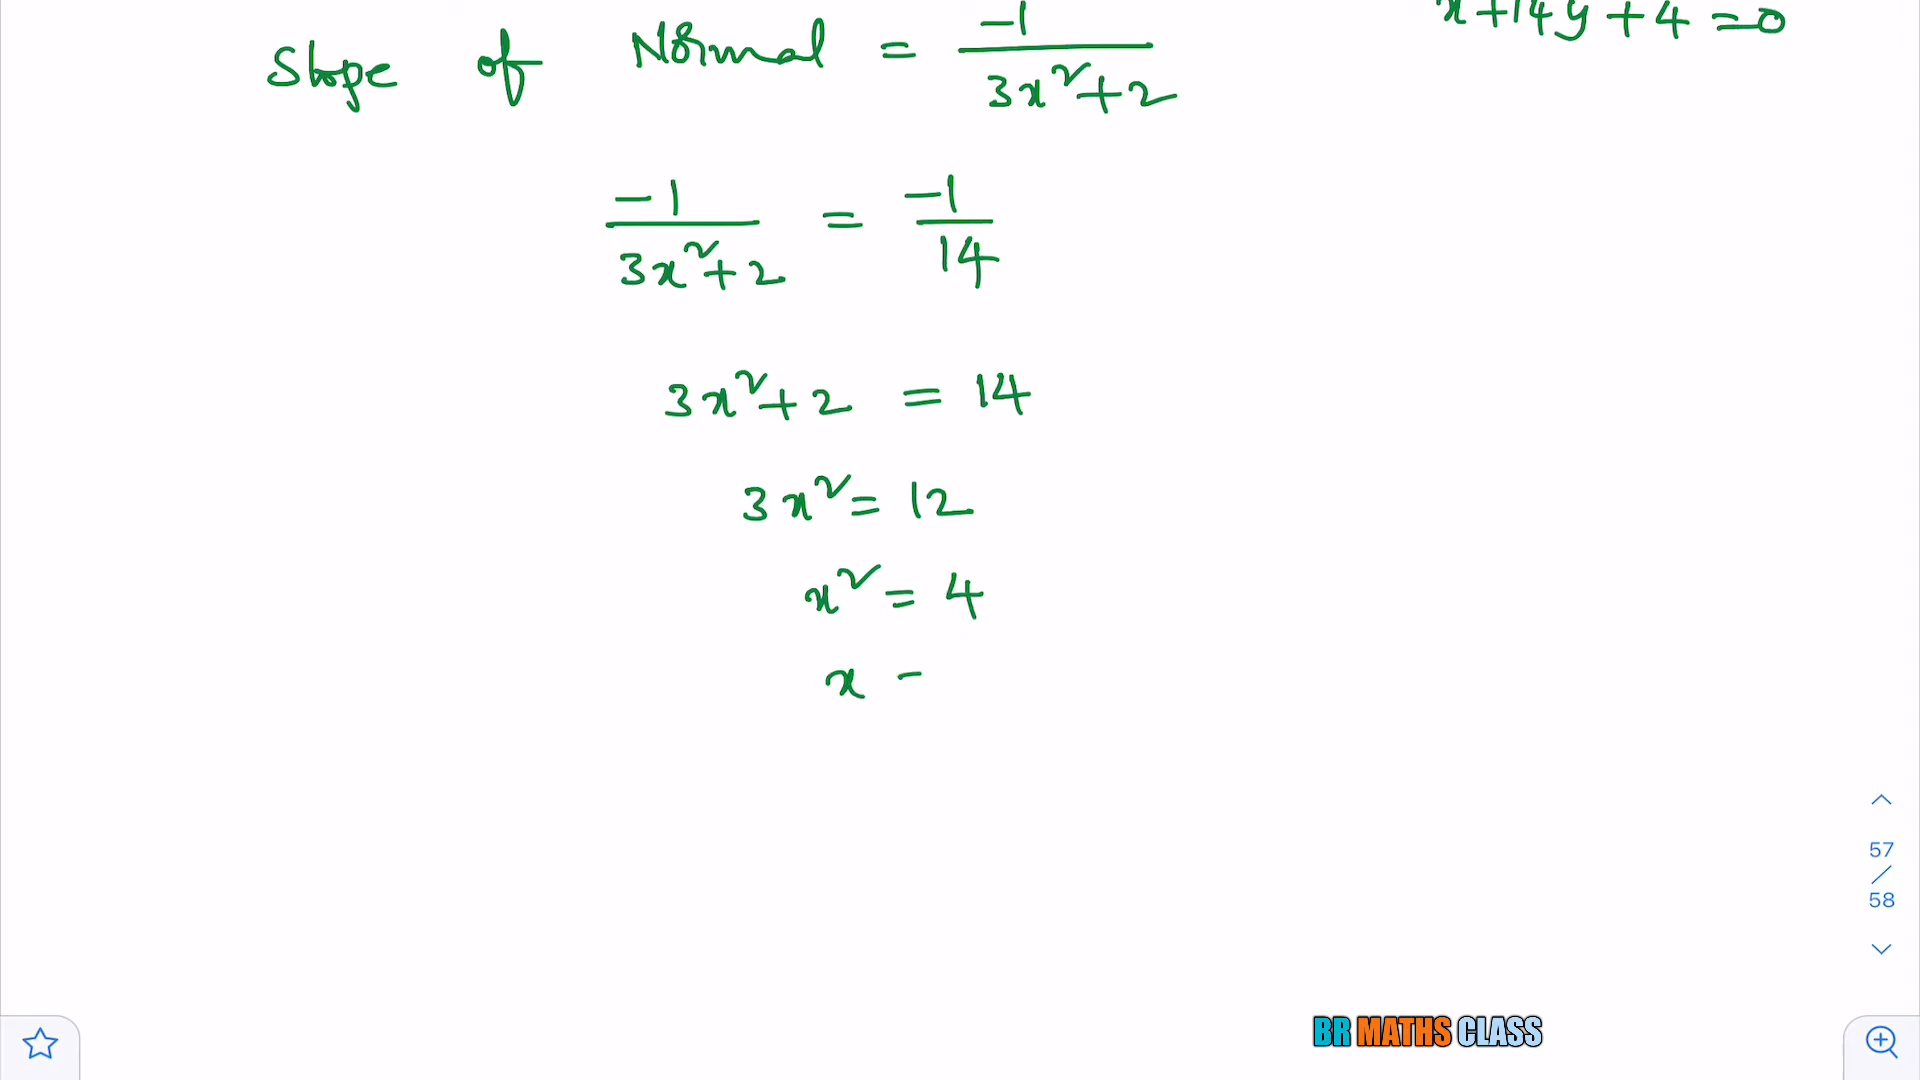 x+14y+4=0
Slope of Normal = -1/(3x²+2)
-1/(3x²+2) = -1/14
3x²+2 = 14
3x² = 12
x² = 4
x -
57
/
58
BR MATHS CLASS